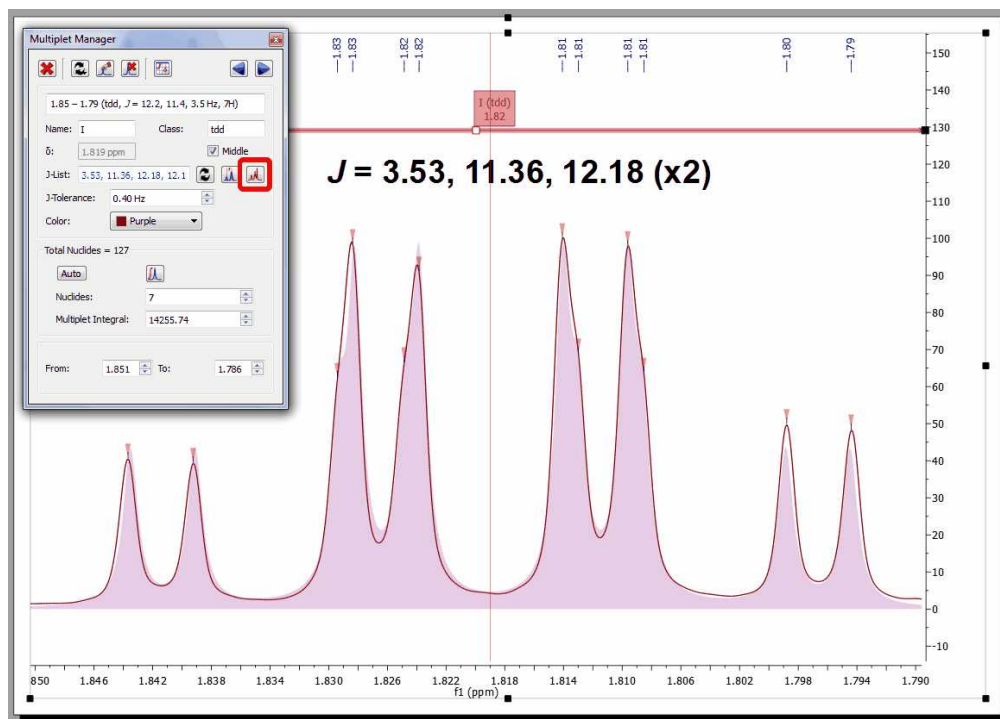 Multiplet Manager
1.85 – 1.79 (tdd, J = 12.2, 11.4, 3.5 Hz, 7H)
Name: I Class: tdd
δ: 1.819 ppm Middle
J-List: 3.53, 11.36, 12.18, 12.1
J-Tolerance: 0.40 Hz
Color: Purple
Total Nuclides = 127
Auto
Nuclides: 7
Multiplet Integral: 14255.74
From: 1.851 To: 1.786
1.83 1.83 1.82 1.82 1.81 1.81 1.81 1.81 1.80 1.79
I (tdd)
1.82
J = 3.53, 11.36, 12.18 (x2)
150
140
130
120
110
100
90
80
70
60
50
40
30
20
10
0
-10
850 1.846 1.842 1.838 1.834 1.830 1.826 1.822 1.818 1.814 1.810 1.806 1.802 1.798 1.794 1.790
f1 (ppm)